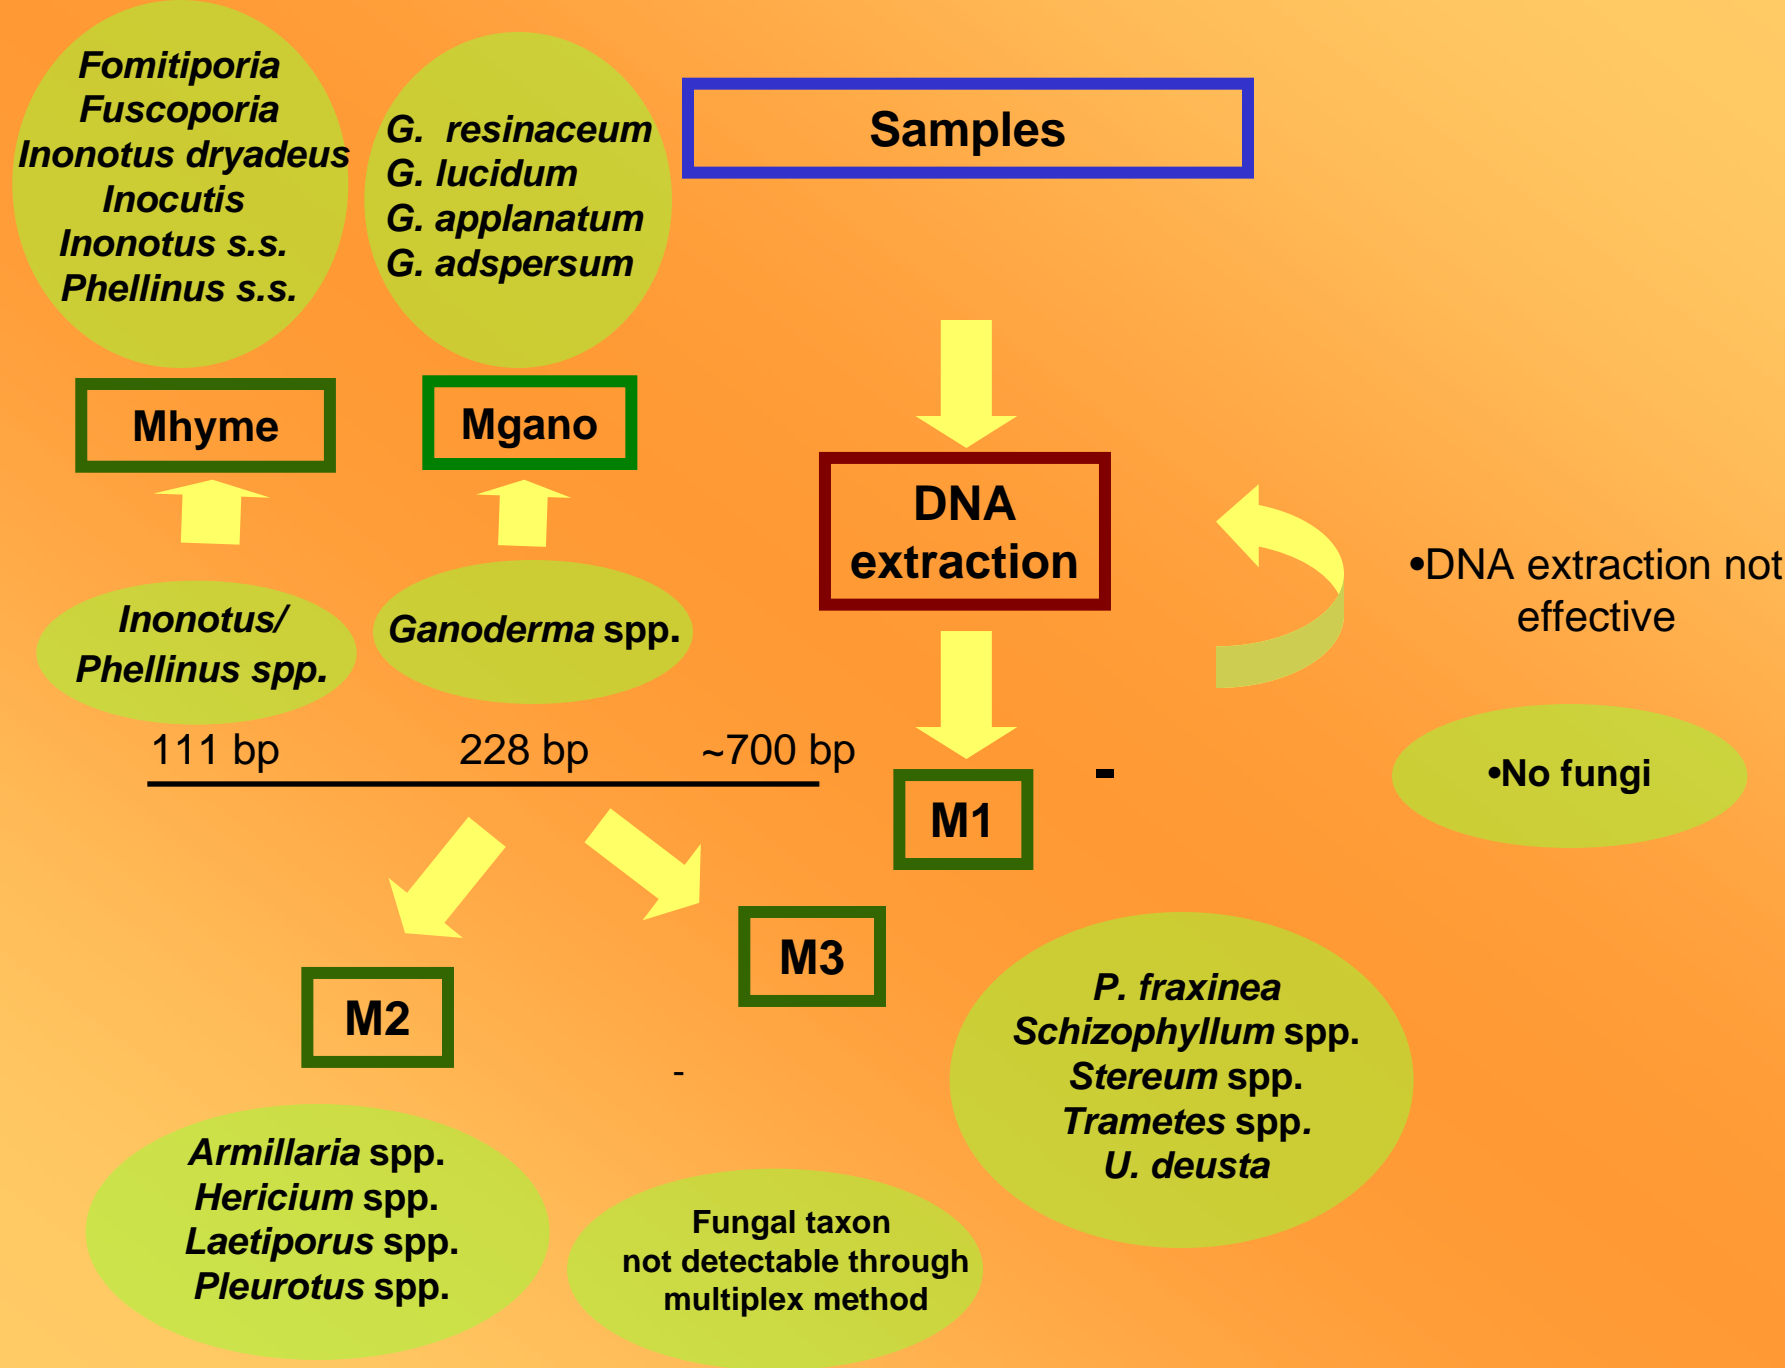 Fomitiporia
Fuscoporia
Inonotus dryadeus
Inocutis
Inonotus s.s.
Phellinus s.s.
G. resinaceum
G. lucidum
G. applanatum
G. adspersum
Samples
Mhyme
Mgano
DNA
extraction
•DNA extraction not
effective
Inonotus/
Phellinus spp.
Ganoderma spp.
111 bp
228 bp
~700 bp
-
•No fungi
M1
M3
M2
-
P. fraxinea
Schizophyllum spp.
Stereum spp.
Trametes spp.
U. deusta
Armillaria spp.
Hericium spp.
Laetiporus spp.
Pleurotus spp.
Fungal taxon
not detectable through
multiplex method